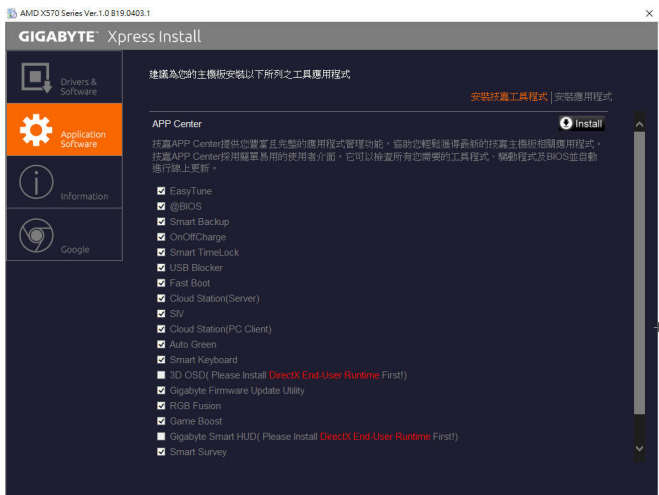 AMD X570 Series Ver.1.0 B19.0403.1
GIGABYTE™ Xpress Install
Drivers &
Software
Application
Software
Information
Google
建議為您的主機板安裝以下所列之工具應用程式
安裝技嘉工具程式 | 安裝應用程式
APP Center
Install
技嘉APP Center提供您豐富且完整的應用程式管理功能，協助您輕鬆獲得最新的技嘉主機板相關應用程式。
技嘉APP Center採用簡單易用的使用者介面，它可以檢查所有您需要的工具程式、驅動程式及BIOS並自動
進行線上更新。
EasyTune
@BIOS
Smart Backup
OnOffCharge
Smart TimeLock
USB Blocker
Fast Boot
Cloud Station(Server)
SIV
Cloud Station(PC Client)
Auto Green
Smart Keyboard
3D OSD( Please Install DirectX End-User Runtime First!)
Gigabyte Firmware Update Utility
RGB Fusion
Game Boost
Gigabyte Smart HUD( Please Install DirectX End-User Runtime First!)
Smart Survey